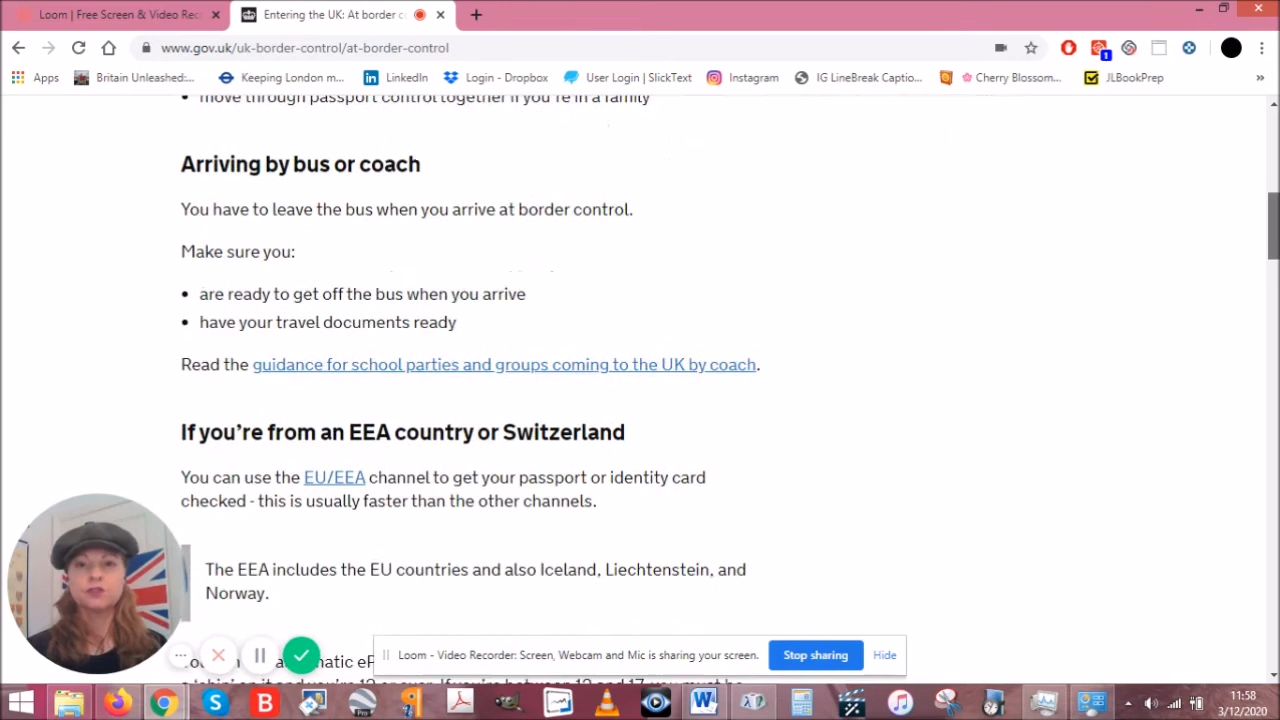 Loom | Free Screen & Video Rec
Entering the UK: At border c
www.gov.uk/uk-border-control/at-border-control
1
Apps
Britain Unleashed:...
Keeping London m...
LinkedIn
Login - Dropbox
User Login | SlickText
Instagram
IG LineBreak Captio...
Cherry Blossom...
JLBookPrep
»
• move through passport control together if you're in a family
Arriving by bus or coach
You have to leave the bus when you arrive at border control.
Make sure you:
• are ready to get off the bus when you arrive
• have your travel documents ready
Read the guidance for school parties and groups coming to the UK by coach.
If you're from an EEA country or Switzerland
You can use the EU/EEA channel to get your passport or identity card
checked - this is usually faster than the other channels.
The EEA includes the EU countries and also Iceland, Liechtenstein, and
Norway.
Loom - Video Recorder: Screen, Webcam and Mic is sharing your screen.
Stop sharing
Hide
11:58
3/12/2020